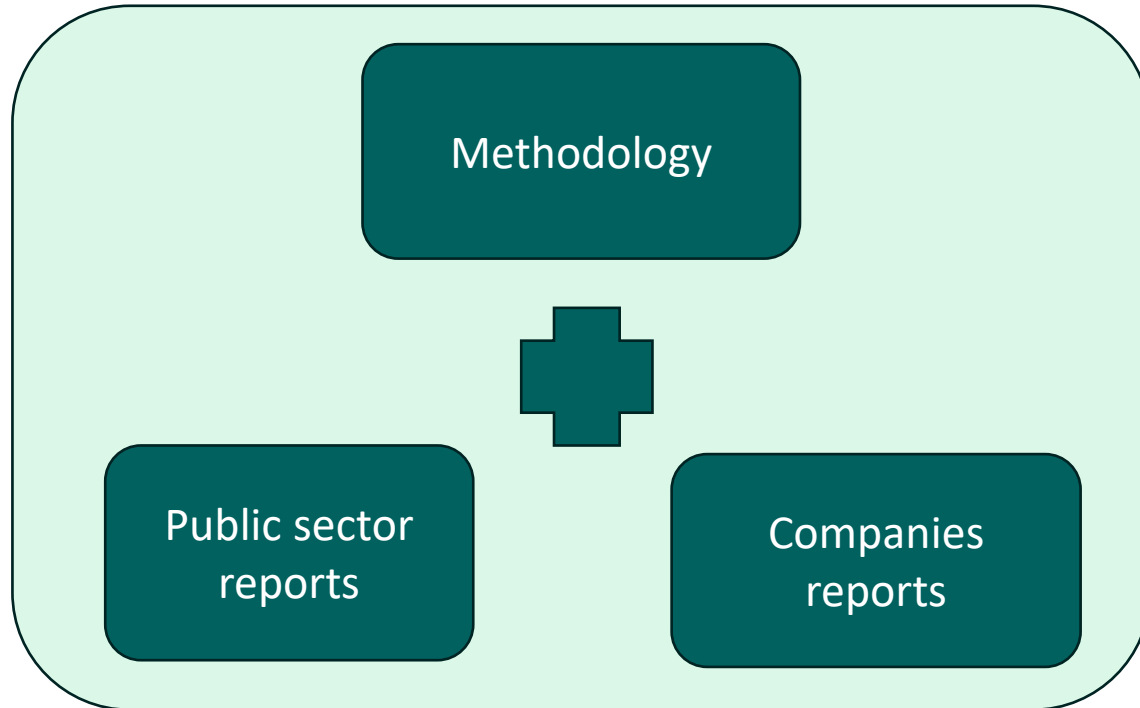 Methodology
Public sector
reports
Companies
reports